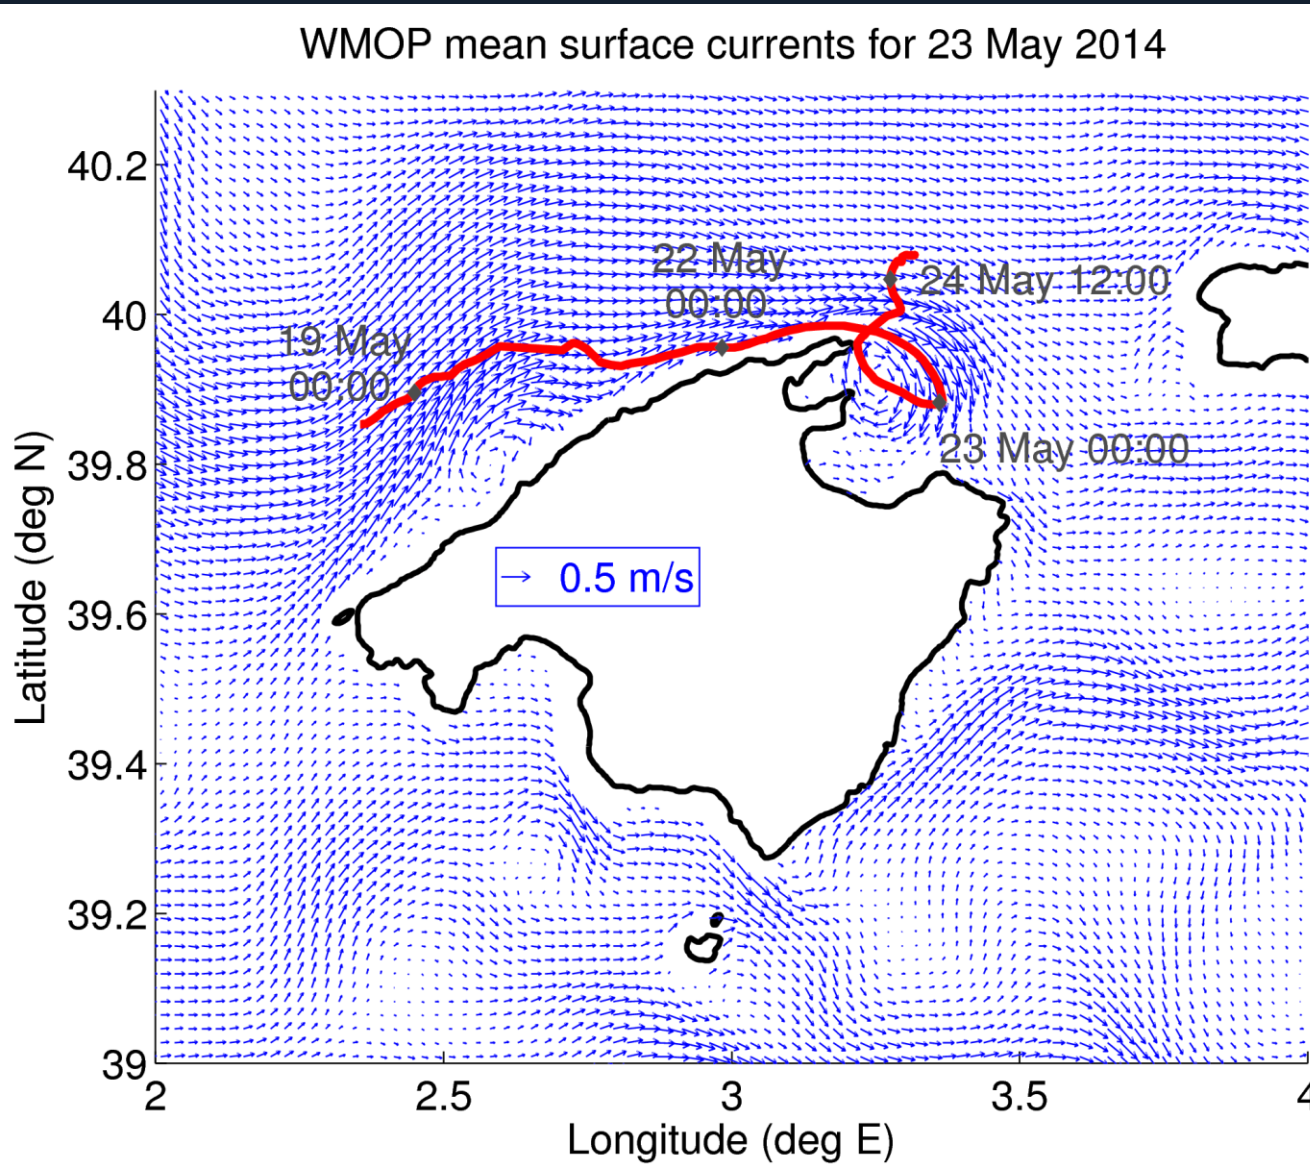 WMOP mean surface currents for 23 May 2014
40.2
22 May
00:00
24 May 12:00
40
19 May
00:00
23 May 00:00
39.8
0.5 m/s
39.6
Latitude (deg N)
39.4
39.2
39
2
2.5
3
3.5
4
Longitude (deg E)